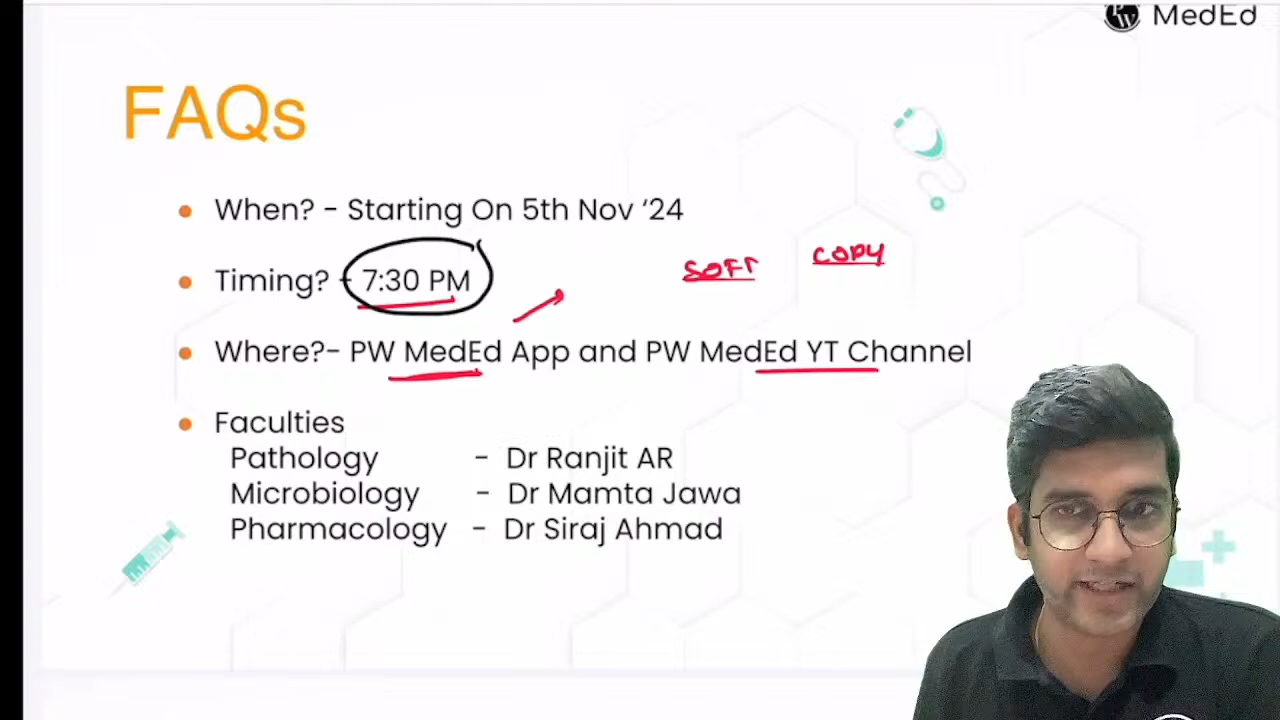 PW MedEd
FAQs
• When? - Starting On 5th Nov ‘24
• Timing? - 7:30 PM
SOFT COPY
• Where?- PW MedEd App and PW MedEd YT Channel
• Faculties
Pathology - Dr Ranjit AR
Microbiology - Dr Mamta Jawa
Pharmacology - Dr Siraj Ahmad